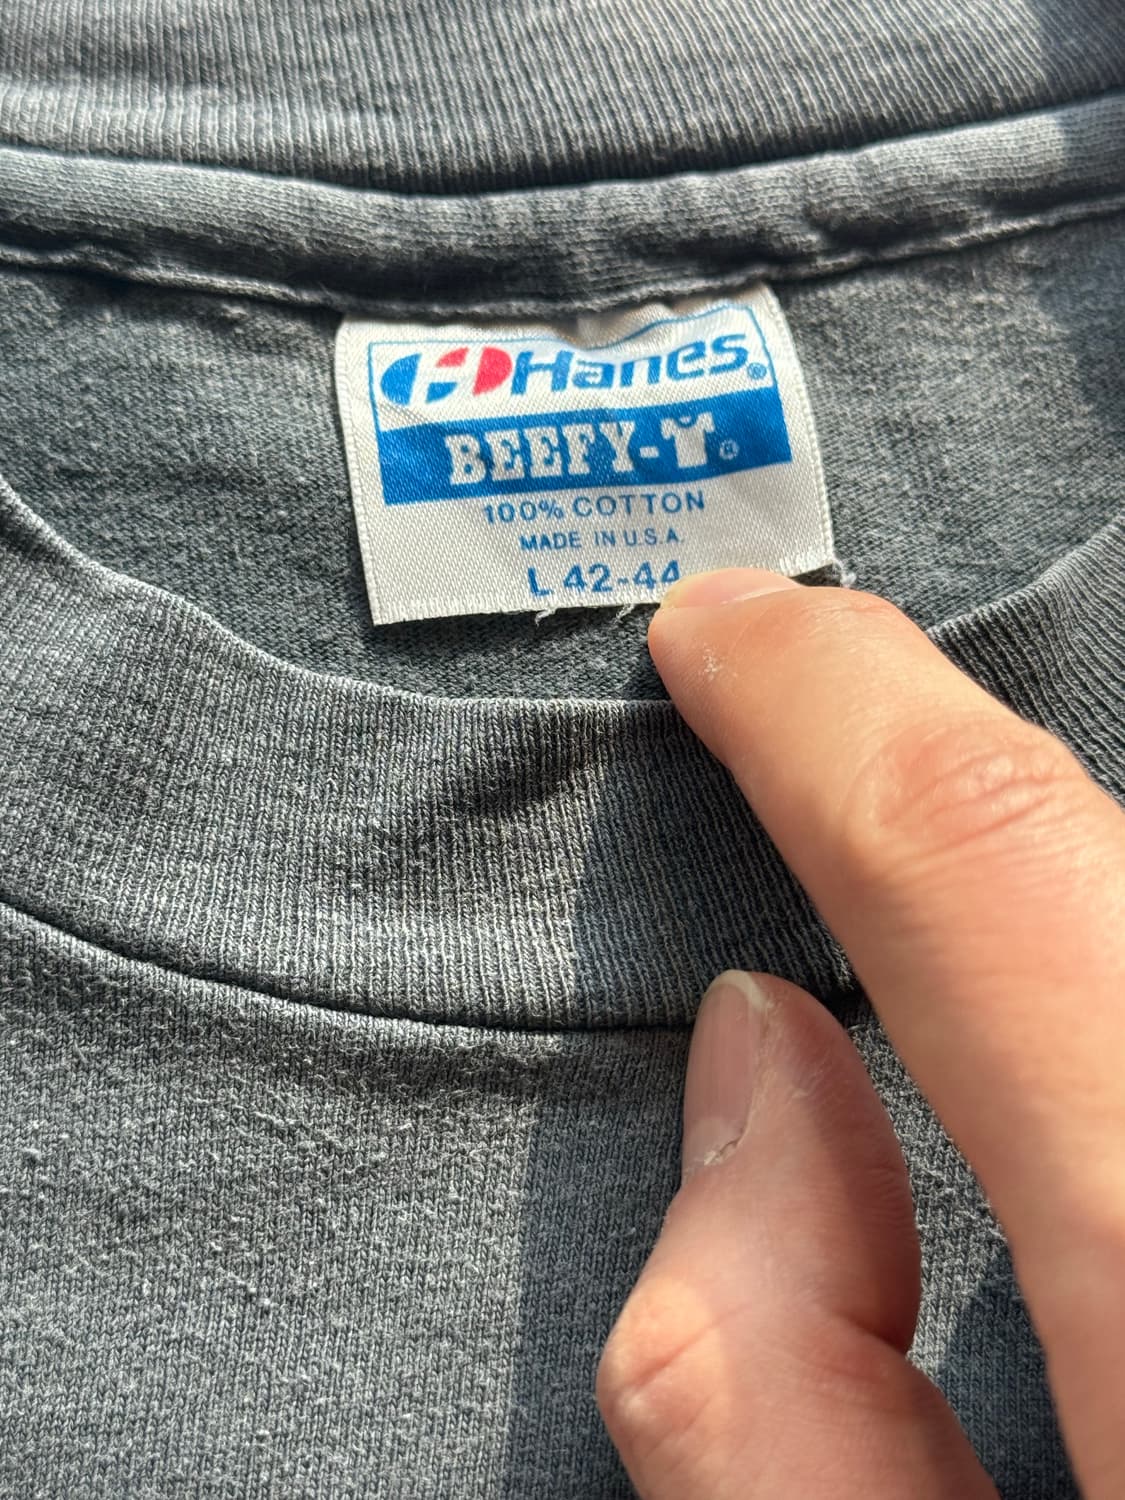 Hanes®
BEEFY-T®
100% COTTON
MADE IN U.S.A.
L 42-44